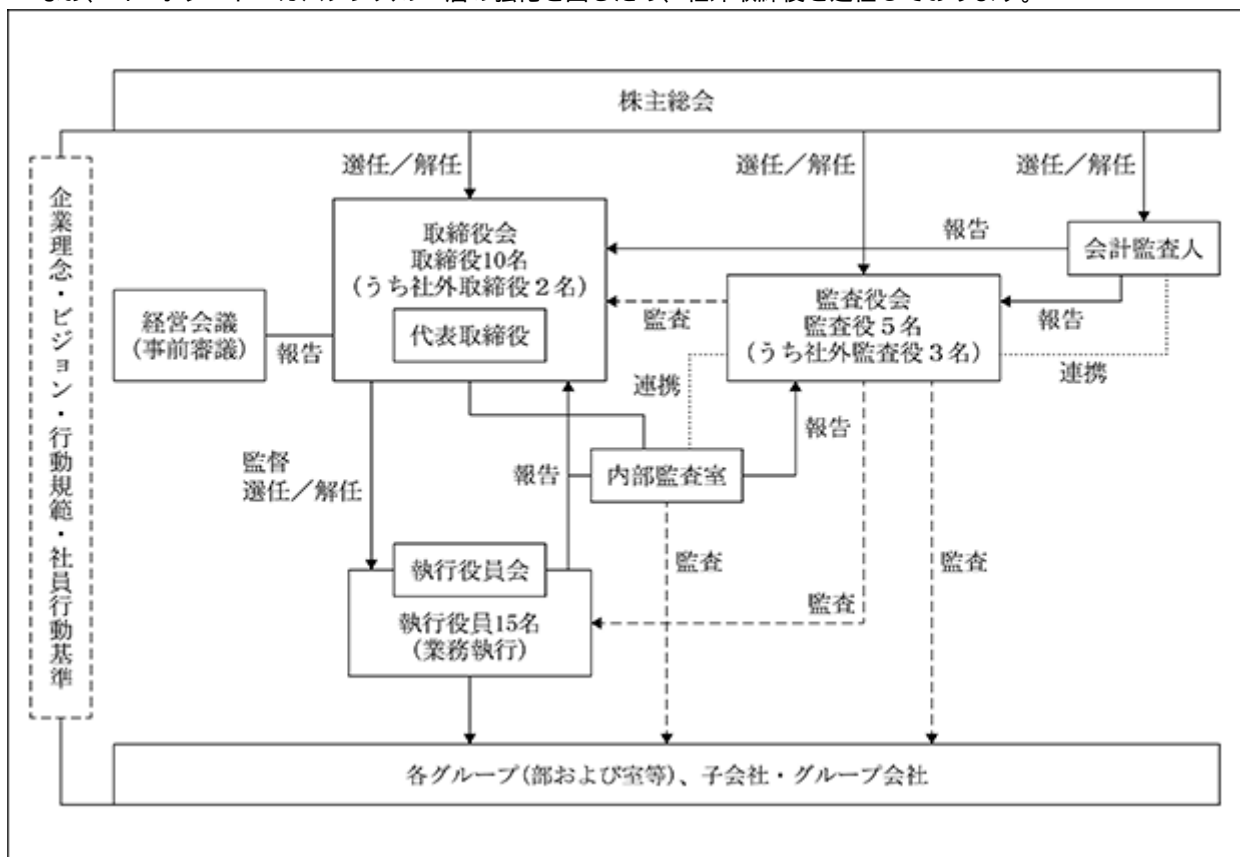 株主総会
選任／解任
選任／解任
選任／解任
企業理念・ビジョン・行動規範・社員行動基準
取締役会
取締役10名
(うち社外取締役２名)
代表取締役
報告
会計監査人
監査
監査役会
監査役５名
(うち社外監査役３名)
報告
連携
経営会議
(事前審議)
報告
連携
報告
監督
選任／解任
報告
内部監査室
執行役員会
執行役員15名
(業務執行)
監査
監査
監査
各グループ(部および室等)、子会社・グループ会社